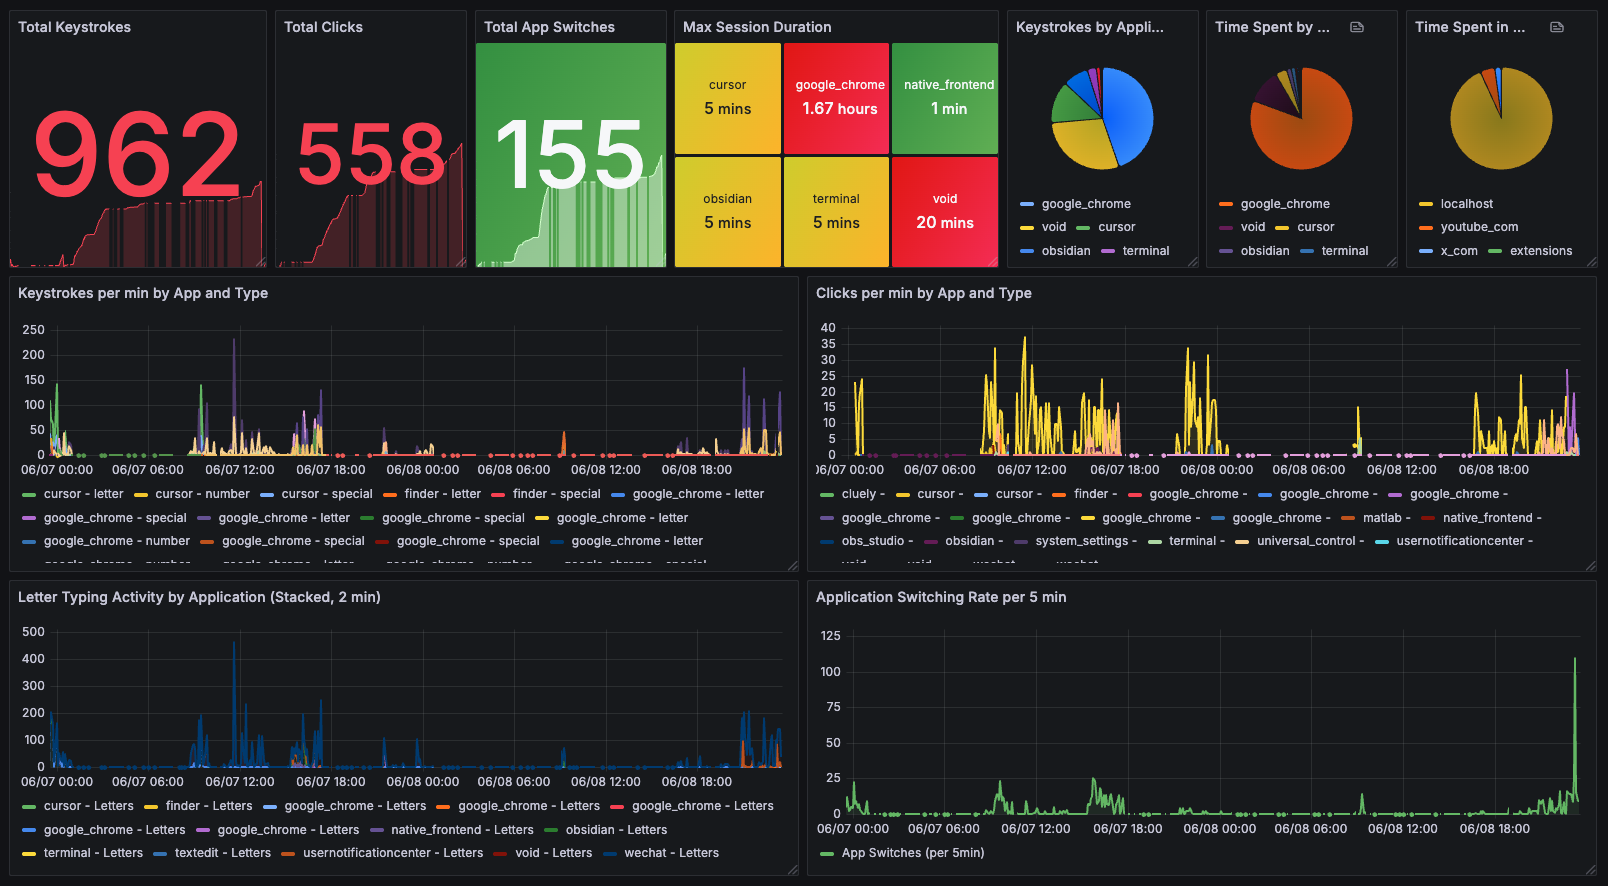 Total Keystrokes
962
Total Clicks
558
Total App Switches
155
Max Session Duration
cursor
5 mins
google_chrome
1.67 hours
native_frontend
1 min
obsidian
5 mins
terminal
5 mins
void
20 mins
Keystrokes by Appli...
google_chrome
void cursor
obsidian terminal
Time Spent by ...
google_chrome
void cursor
obsidian terminal
Time Spent in ...
localhost
youtube_com
x_com extensions
Keystrokes per min by App and Type
250
200
150
100
50
0
06/07 00:00 06/07 06:00 06/07 12:00 06/07 18:00 06/08 00:00 06/08 06:00 06/08 12:00 06/08 18:00
cursor - letter cursor - number cursor - special finder - letter finder - special google_chrome - letter
google_chrome - special google_chrome - letter google_chrome - special google_chrome - letter
google_chrome - number google_chrome - special google_chrome - special google_chrome - letter
google_chrome - number google_chrome - letter google_chrome - number google_chrome - special
Clicks per min by App and Type
40
35
30
25
20
15
10
5
0
06/07 00:00 06/07 06:00 06/07 12:00 06/07 18:00 06/08 00:00 06/08 06:00 06/08 12:00 06/08 18:00
cluely - cursor - cursor - finder - google_chrome - google_chrome - google_chrome -
google_chrome - google_chrome - google_chrome - google_chrome - matlab - native_frontend -
obs_studio - obsidian - system_settings - terminal - universal_control - usernotificationcenter -
void void wechat wechat
Letter Typing Activity by Application (Stacked, 2 min)
500
400
300
200
100
0
06/07 00:00 06/07 06:00 06/07 12:00 06/07 18:00 06/08 00:00 06/08 06:00 06/08 12:00 06/08 18:00
cursor - Letters finder - Letters google_chrome - Letters google_chrome - Letters google_chrome - Letters
google_chrome - Letters google_chrome - Letters native_frontend - Letters obsidian - Letters
terminal - Letters textedit - Letters usernotificationcenter - Letters void - Letters wechat - Letters
Application Switching Rate per 5 min
125
100
75
50
25
0
06/07 00:00 06/07 06:00 06/07 12:00 06/07 18:00 06/08 00:00 06/08 06:00 06/08 12:00 06/08 18:00
App Switches (per 5min)